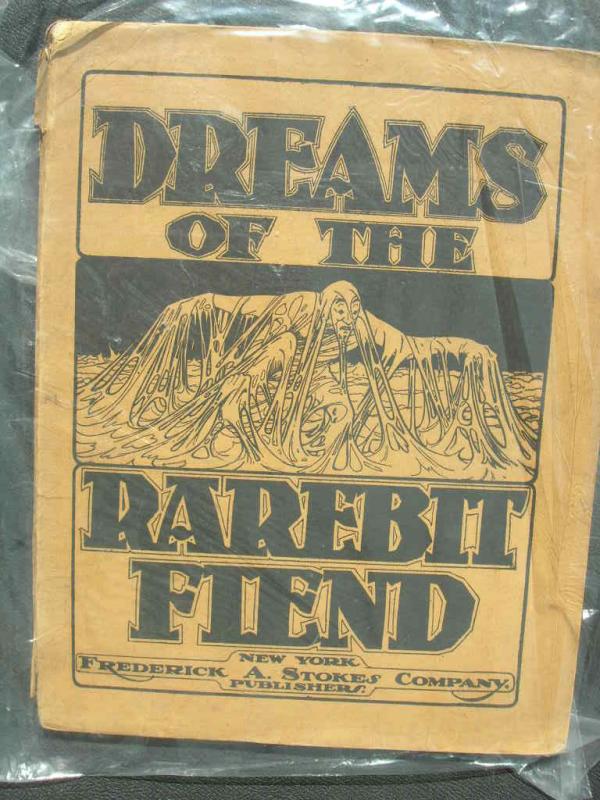 DREAMS
OF THE
RAREBIT
FIEND
NEW YORK
FREDERICK A. STOKES COMPANY.
PUBLISHERS.